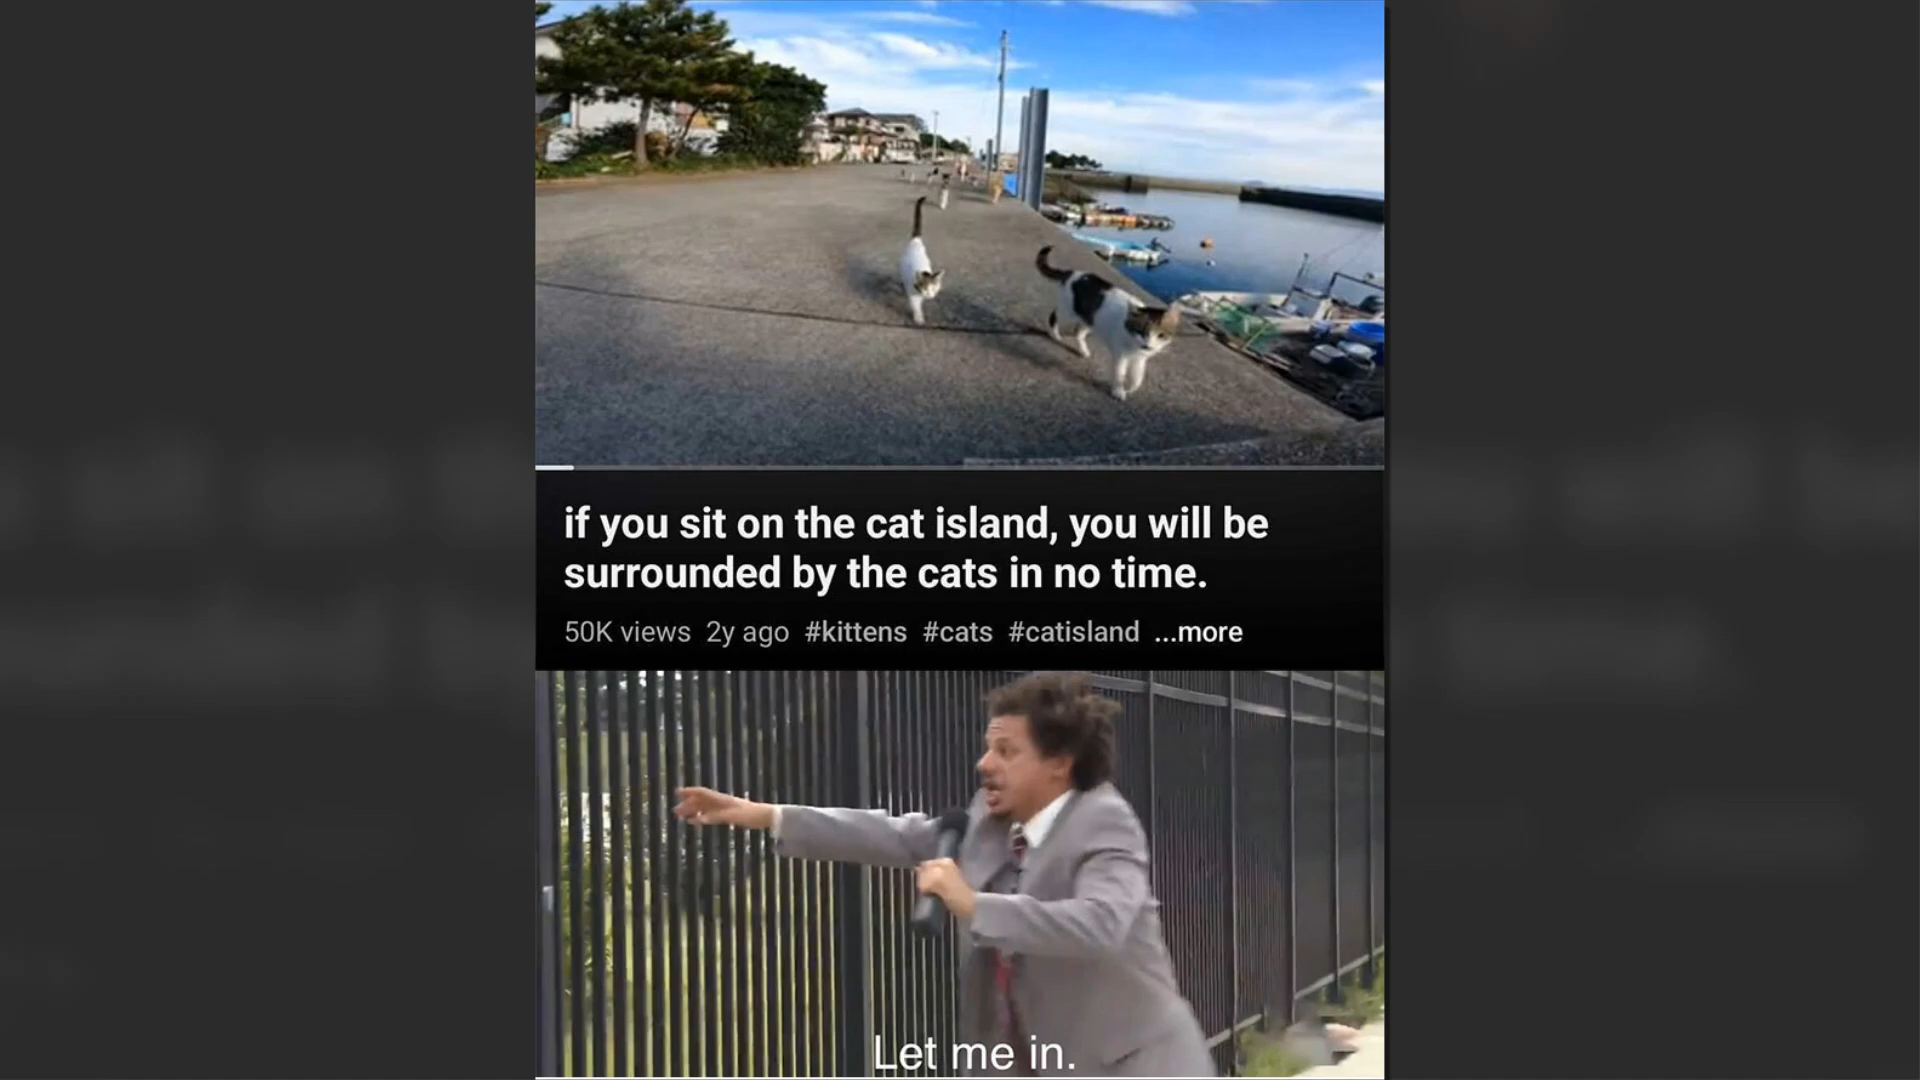 if you sit on the cat island, you will be
surrounded by the cats in no time.
50K views 2y ago #kittens #cats #catisland ...more
Let me in.